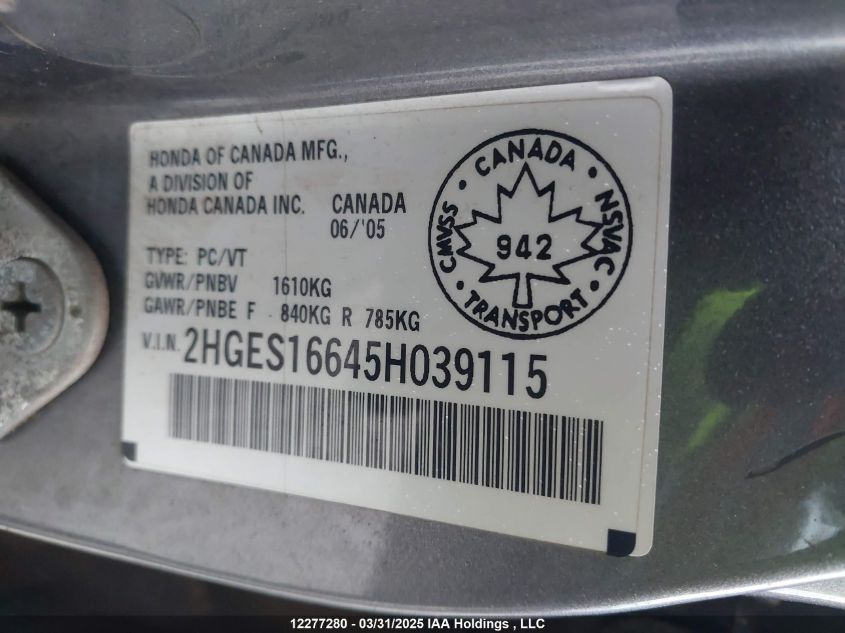 HONDA OF CANADA MFG.,
A DIVISION OF
HONDA CANADA INC. CANADA
06/'05
TYPE: PC/VT
GVWR/PNBV 1610KG
GAWR/PNBE F 840KG R 785KG
V.I.N. 2HGES16645H039115
CANADA · NSVAC · TRANSPORT · CMVSS ·
942
12277280 - 03/31/2025 IAA Holdings , LLC